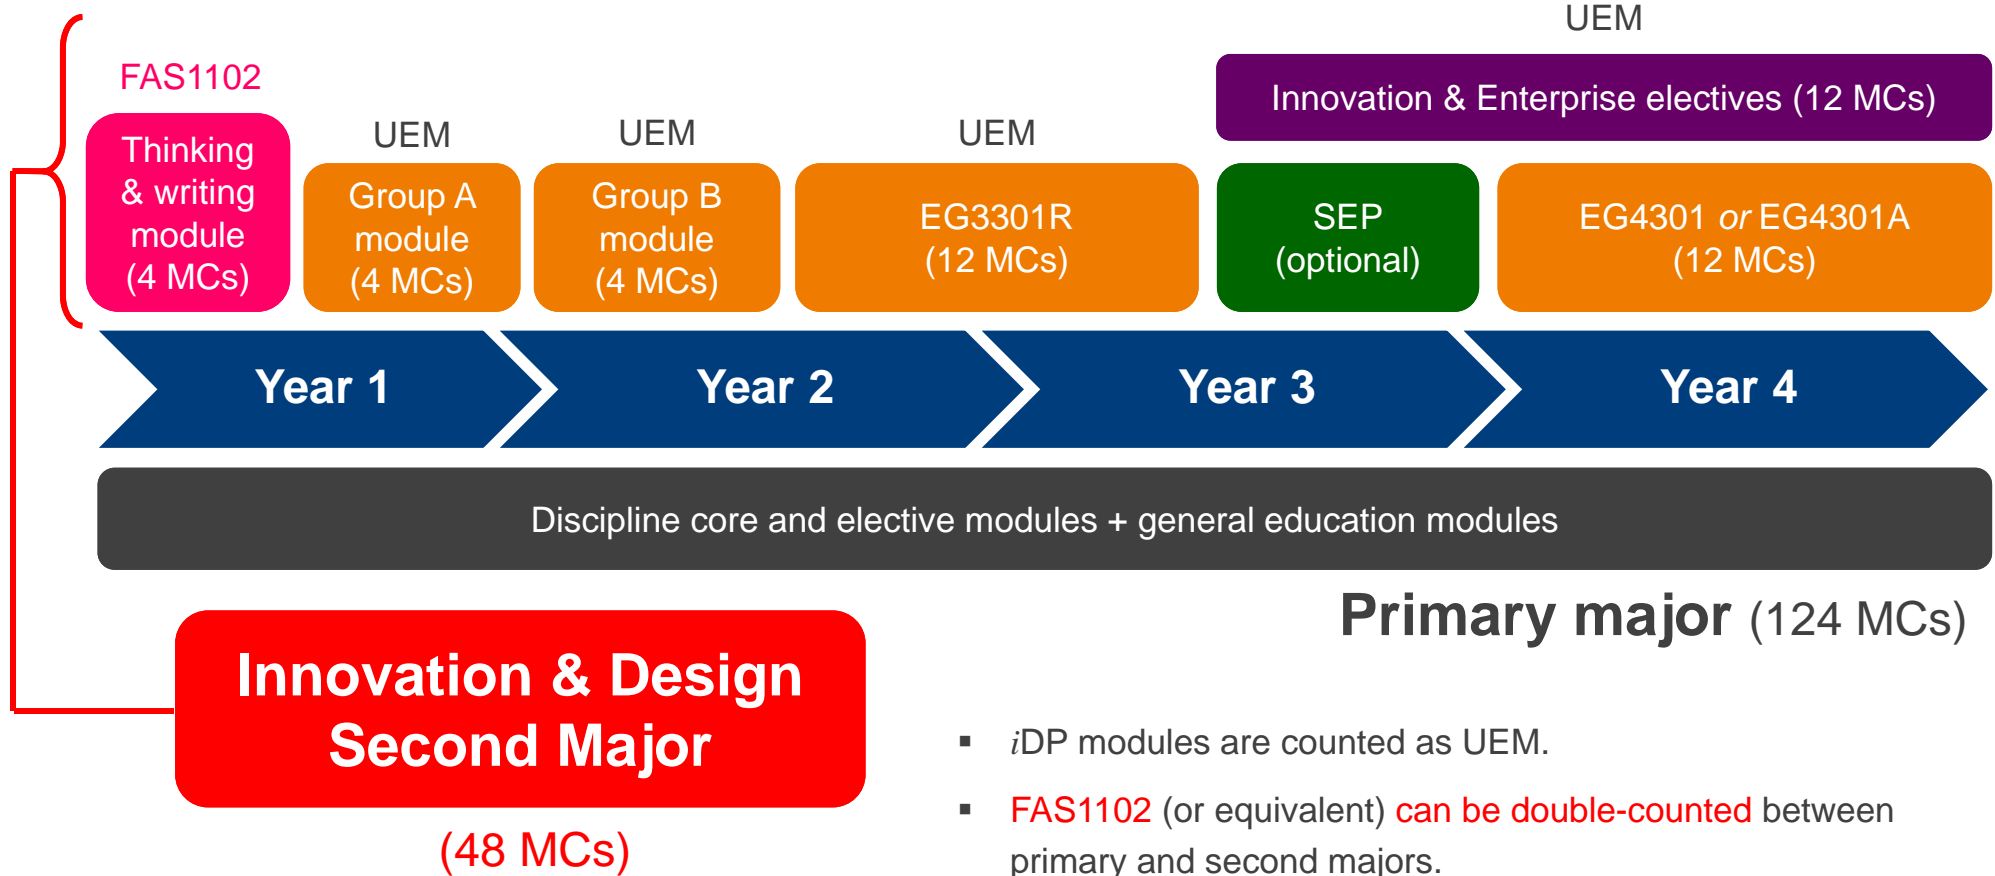 UEM
Innovation & Enterprise electives (12 MCs)
FAS1102
Thinking
& writing
module
(4 MCs)
UEM
Group A
module
(4 MCs)
UEM
Group B
module
(4 MCs)
UEM
EG3301R
(12 MCs)
SEP
(optional)
EG4301 or EG4301A
(12 MCs)
Year 1
Year 2
Year 3
Year 4
Discipline core and elective modules + general education modules
Primary major (124 MCs)
Innovation & Design
Second Major
(48 MCs)
▪ iDP modules are counted as UEM.
▪ FAS1102 (or equivalent) can be double-counted between
primary and second majors.